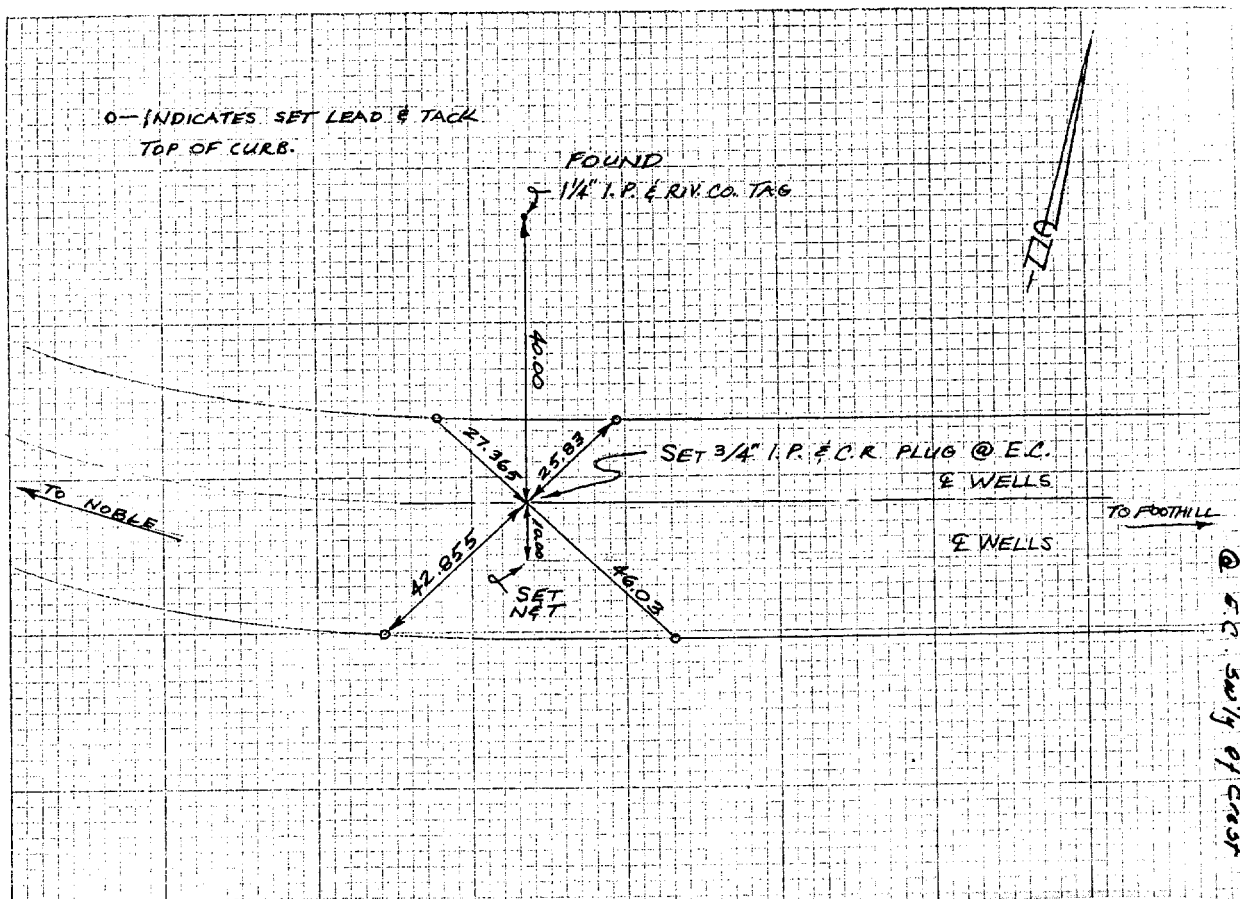 o—INDICATES SET LEAD & TACK
TOP OF CURB.
FOUND
1 1/4" I.P. & RIV. CO. TAG
40.00
27.365
25.83
SET 3/4" I.P. & C.R PLUG @ E.C.
℄ WELLS
TO NOBLE
TO FOOTHILL
℄ WELLS
42.855
10.00
46.03
SET
N&T
@ EC. SW'ly of Crest